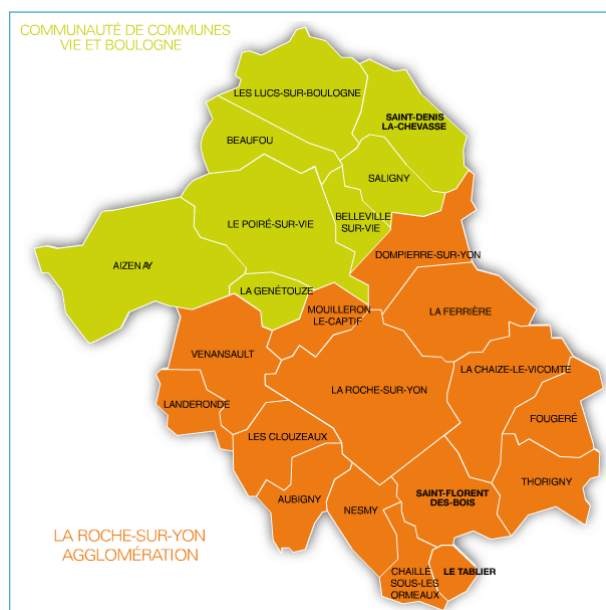 COMMUNAUTÉ DE COMMUNES
VIE ET BOULOGNE
LES LUCS-SUR-BOULOGNE
SAINT-DENIS
LA-CHEVASSE
BEAUFOU
SALIGNY
LE POIRÉ-SUR-VIE
BELLEVILLE
SUR-VIE
AIZENAY
DOMPIERRE-SUR-YON
LA GENÉTOUZE
MOUILLERON
LE-CAPTIF
LA FERRIÈRE
VENANSAULT
LA CHAIZE-LE-VICOMTE
LA ROCHE-SUR-YON
LANDERONDE
FOUGERÉ
LES CLOUZEAUX
THORIGNY
AUBIGNY
NESMY
SAINT-FLORENT
DES-BOIS
LA ROCHE-SUR-YON
AGGLOMÉRATION
CHAILLÉ
SOUS-LES
ORMEAUX
LE TABLIER